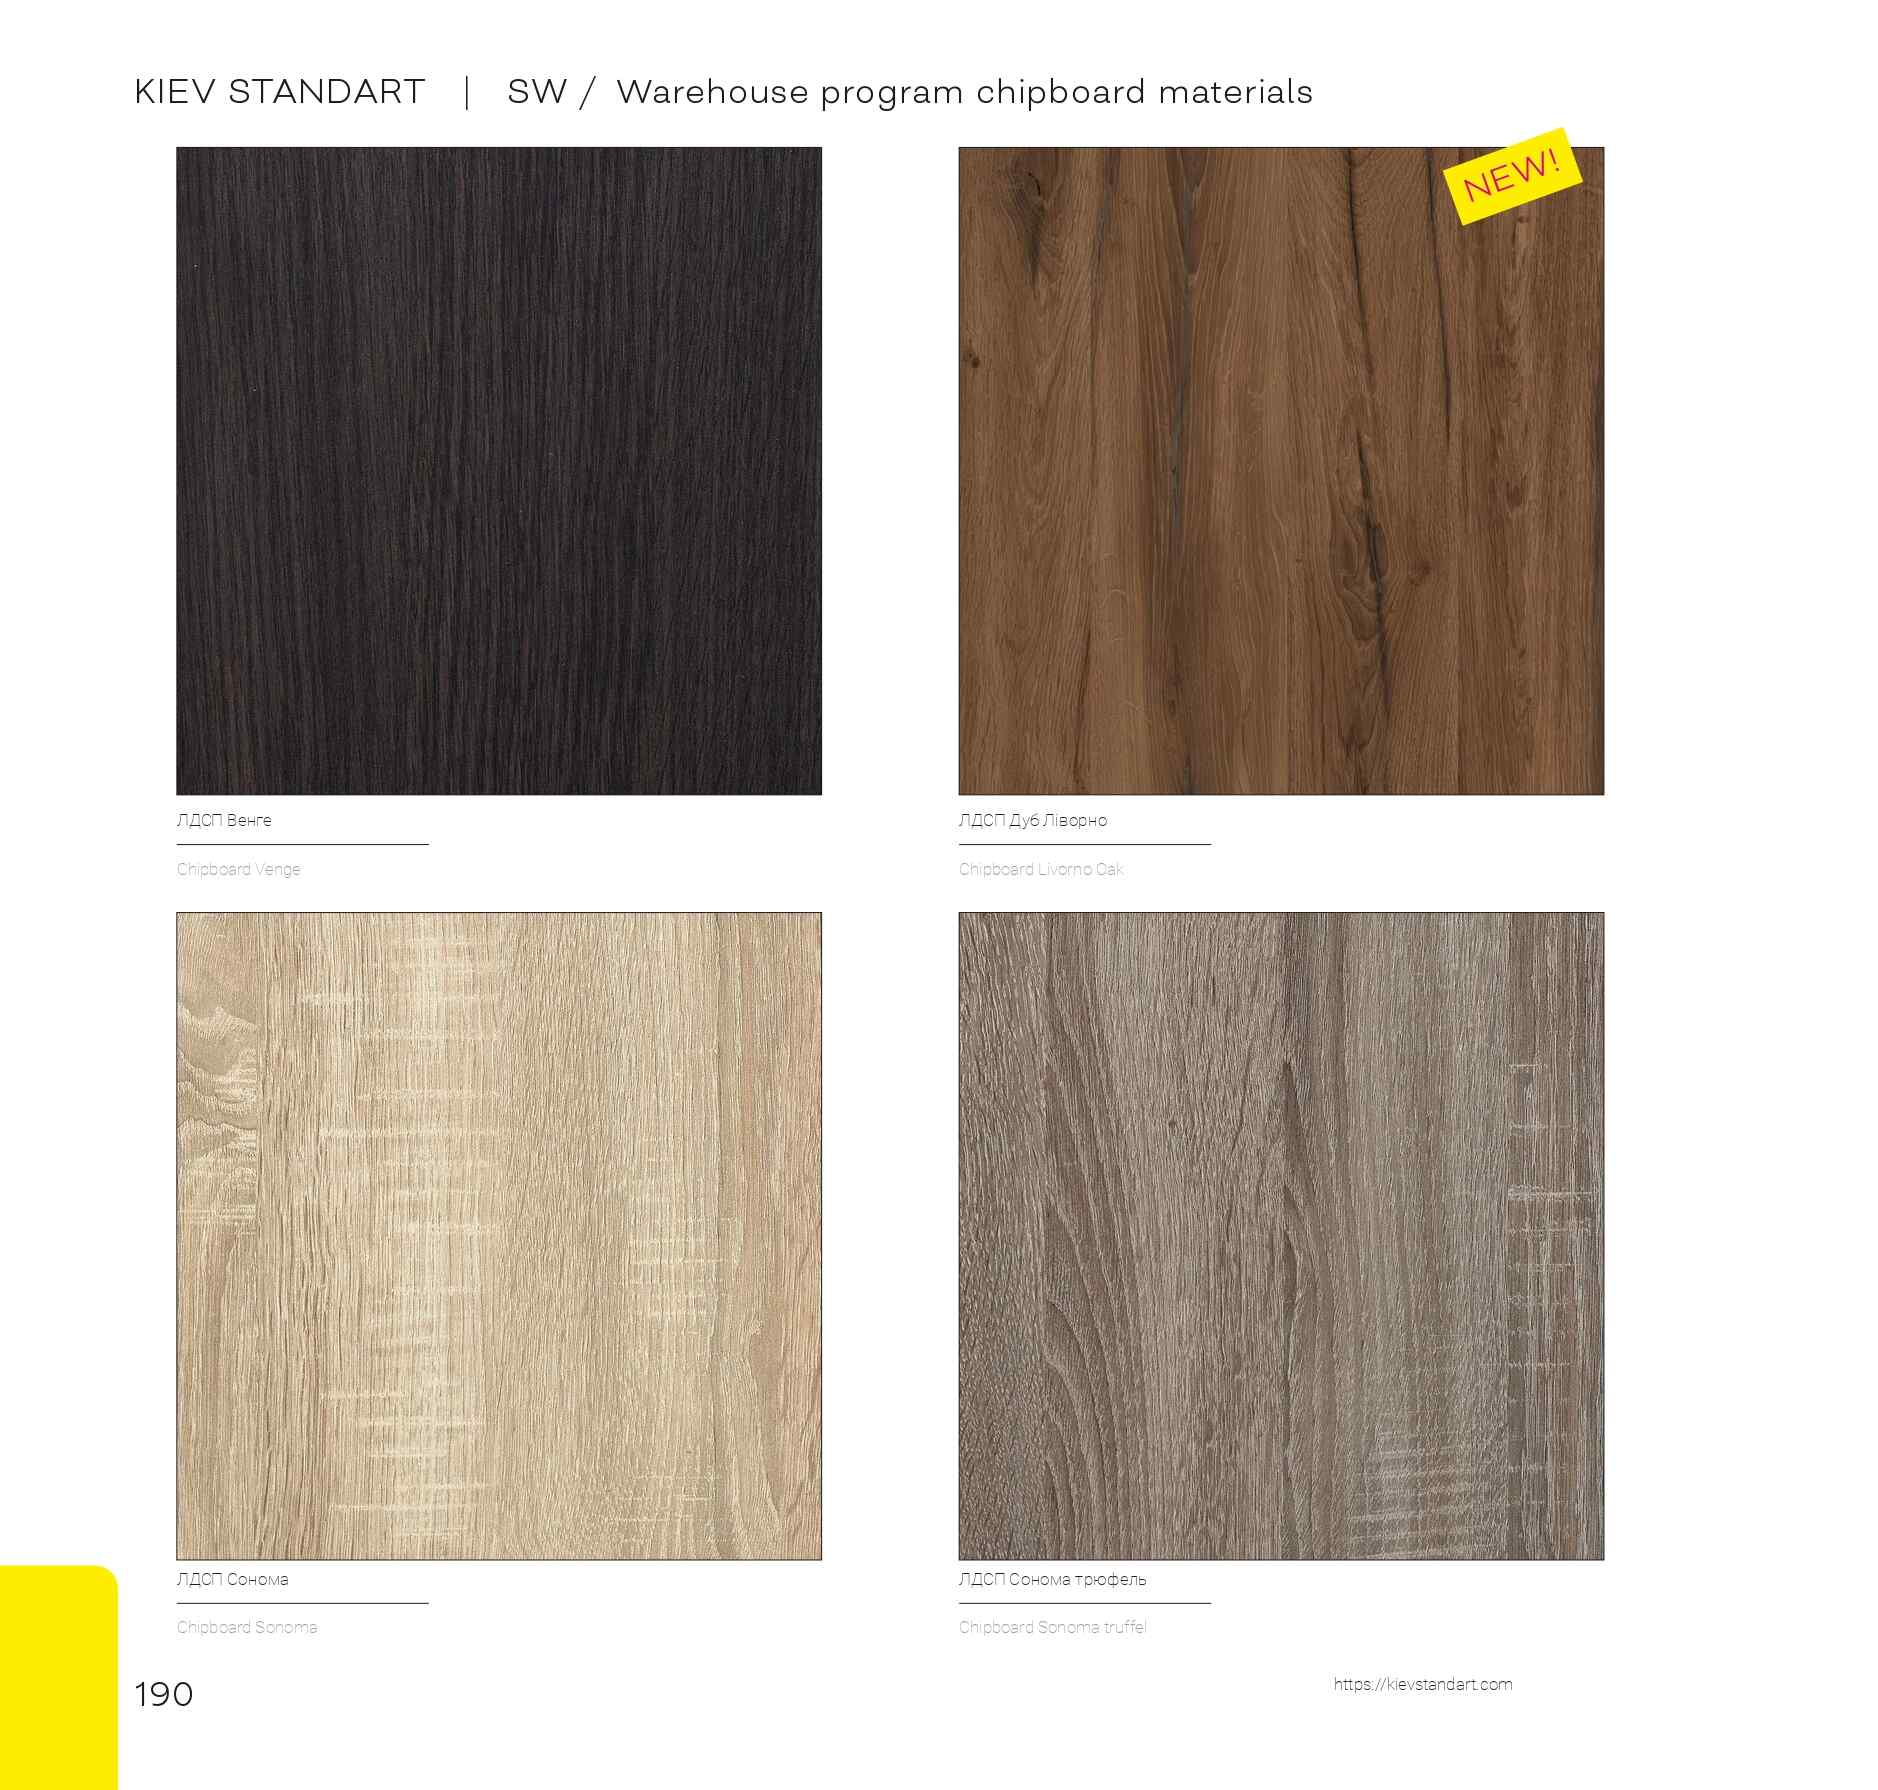 KIEV STANDART | SW / Warehouse program chipboard materials
NEW!
ЛДСП Венге
Chipboard Venge
ЛДСП Дуб Ліворно
Chipboard Livorno Oak
ЛДСП Сонома
Chipboard Sonoma
ЛДСП Сонома трюфель
Chipboard Sonoma truffel
190
https://kievstandart.com